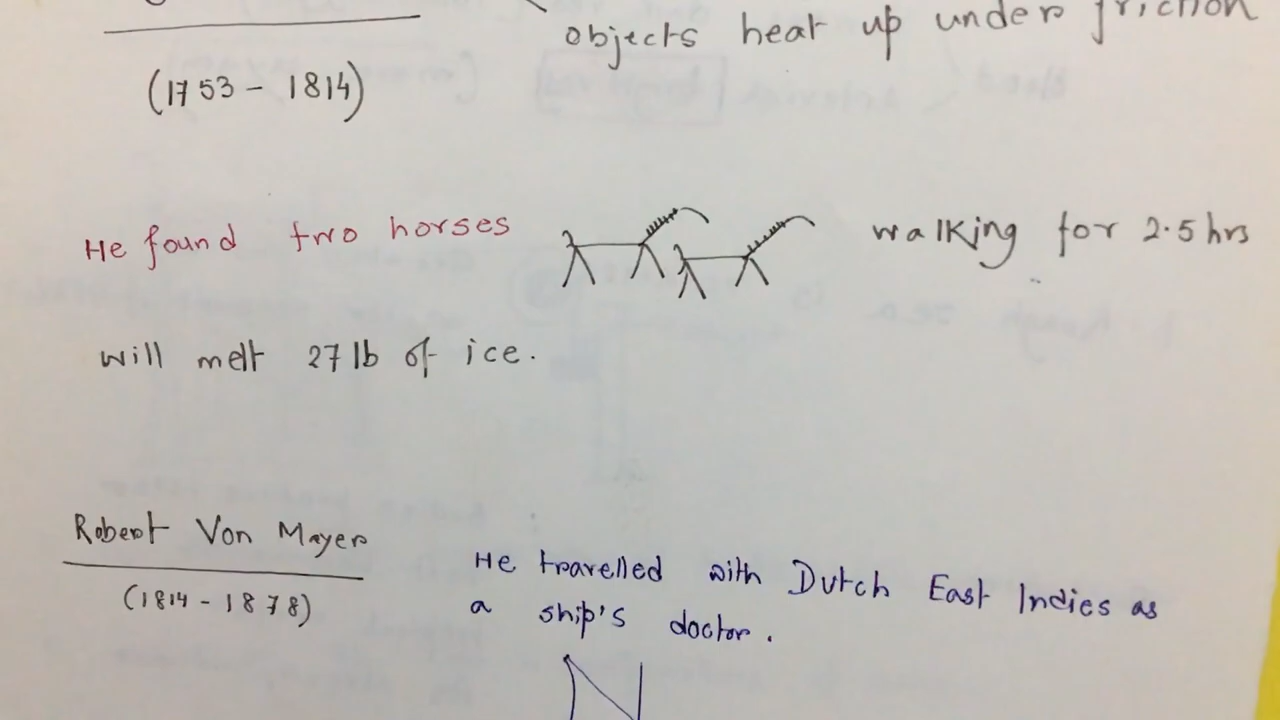 objects heat up under friction
(1753 - 1814)
He found two horses walking for 2.5 hrs
will melt 27 lb of ice.
Robert Von Mayer
(1814 - 1878)
He travelled with Dutch East Indies as
a ship's doctor.